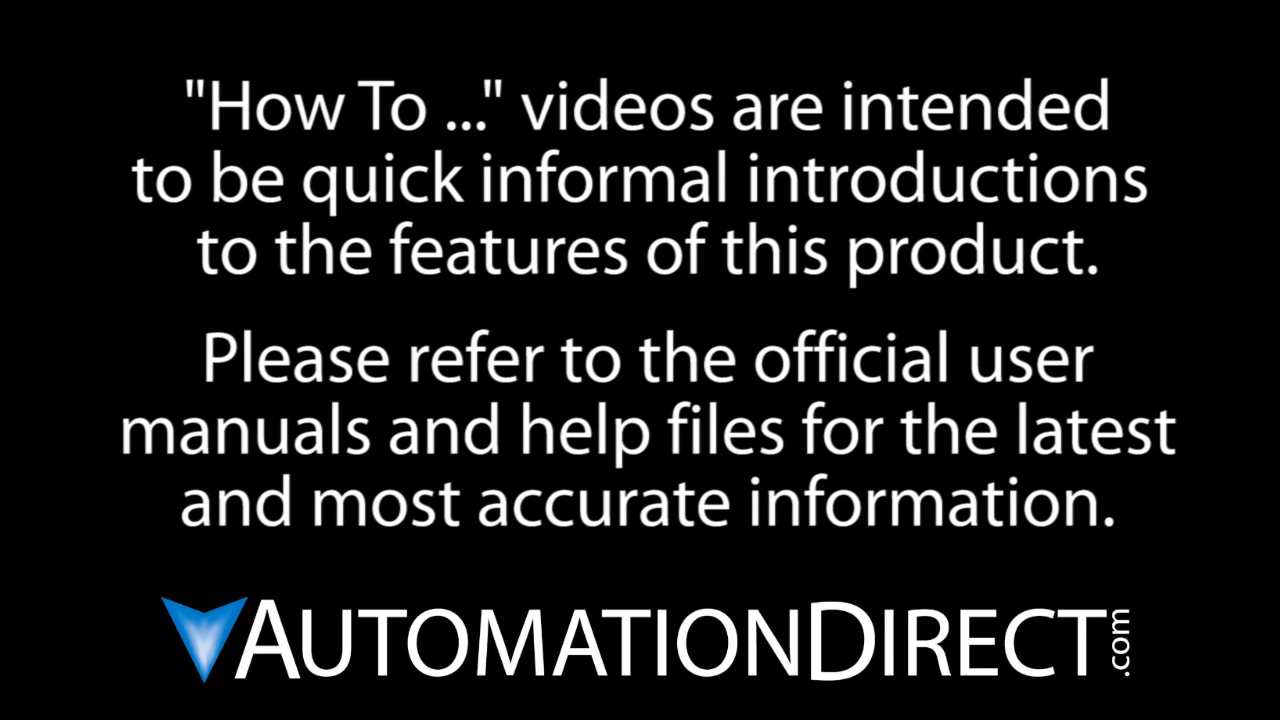 "How To ..." videos are intended
to be quick informal introductions
to the features of this product.
Please refer to the official user
manuals and help files for the latest
and most accurate information.
AUTOMATIONDIRECT.com